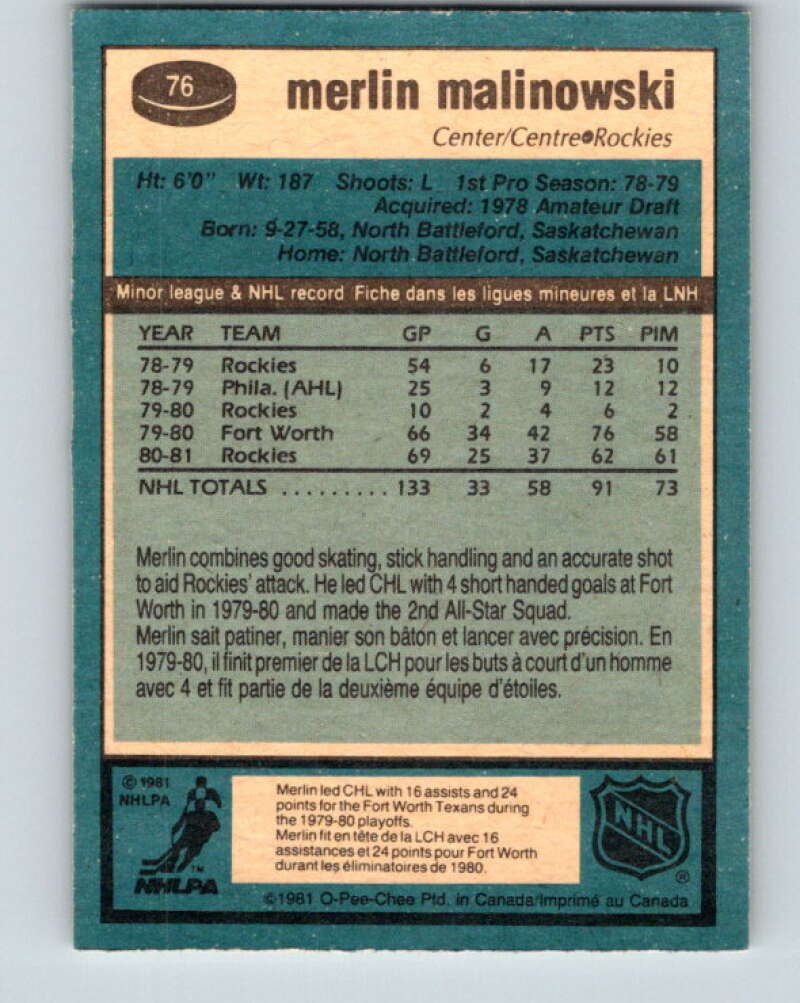 76
merlin malinowski
Center/Centre•Rockies
Ht: 6'0" Wt: 187 Shoots: L 1st Pro Season: 78-79
Acquired: 1978 Amateur Draft
Born: 9-27-58, North Battleford, Saskatchewan
Home: North Battleford, Saskatchewan
Minor league & NHL record Fiche dans les ligues mineures et la LNH
YEAR TEAM GP G A PTS PIM
78-79 Rockies 54 6 17 23 10
78-79 Phila. (AHL) 25 3 9 12 12
79-80 Rockies 10 2 4 6 2
79-80 Fort Worth 66 34 42 76 58
80-81 Rockies 69 25 37 62 61
NHL TOTALS ......... 133 33 58 91 73
Merlin combines good skating, stick handling and an accurate shot
to aid Rockies' attack. He led CHL with 4 short handed goals at Fort
Worth in 1979-80 and made the 2nd All-Star Squad.
Merlin sait patiner, manier son bâton et lancer avec précision. En
1979-80, il finit premier de la LCH pour les buts à court d'un homme
avec 4 et fit partie de la deuxième équipe d'étoiles.
© 1981
NHLPA
NHLPA
TM
Merlin led CHL with 16 assists and 24
points for the Fort Worth Texans during
the 1979-80 playoffs.
Merlin fit en tête de la LCH avec 16
assistances et 24 points pour Fort Worth
durant les éliminatoires de 1980.
NHL
®
©1981 O-Pee-Chee Ptd. in Canada/Imprimé au Canada